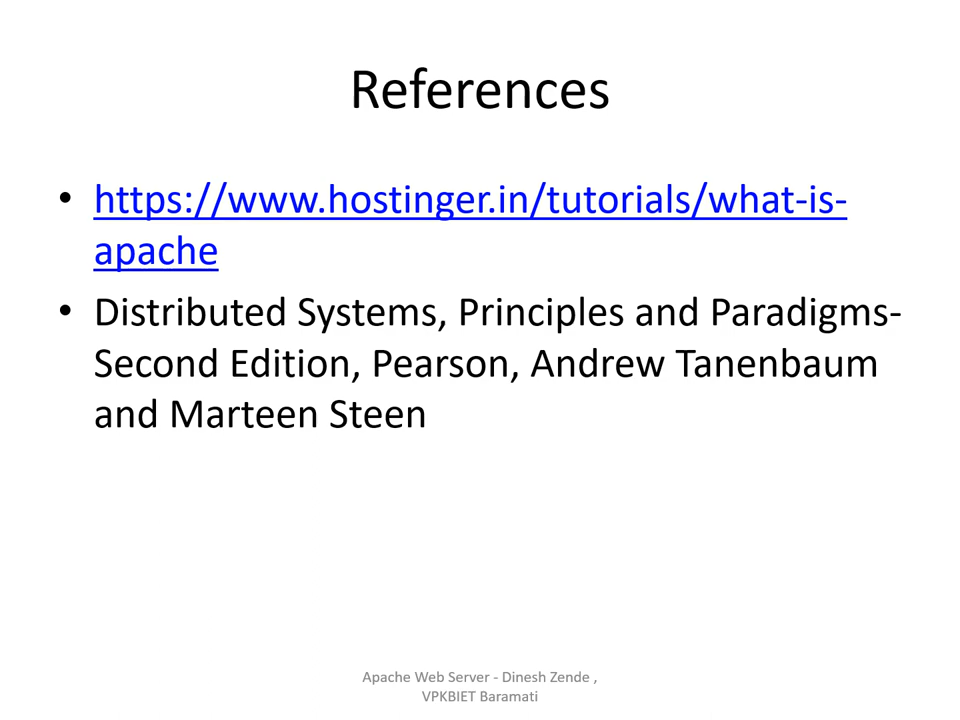 References
• https://www.hostinger.in/tutorials/what-is-
apache
• Distributed Systems, Principles and Paradigms-
Second Edition, Pearson, Andrew Tanenbaum
and Marteen Steen
Apache Web Server - Dinesh Zende ,
VPKBIET Baramati